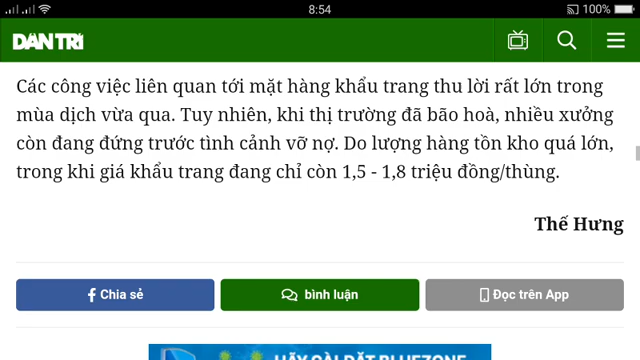 8:54
100%
DÂN TRÍ
Các công việc liên quan tới mặt hàng khẩu trang thu lời rất lớn trong
mùa dịch vừa qua. Tuy nhiên, khi thị trường đã bão hoà, nhiều xưởng
còn đang đứng trước tình cảnh vỡ nợ. Do lượng hàng tồn kho quá lớn,
trong khi giá khẩu trang đang chỉ còn 1,5 - 1,8 triệu đồng/thùng.
Thế Hưng
Chia sẻ
bình luận
Đọc trên App
HÃY CÀI ĐẶT BLUEZONE